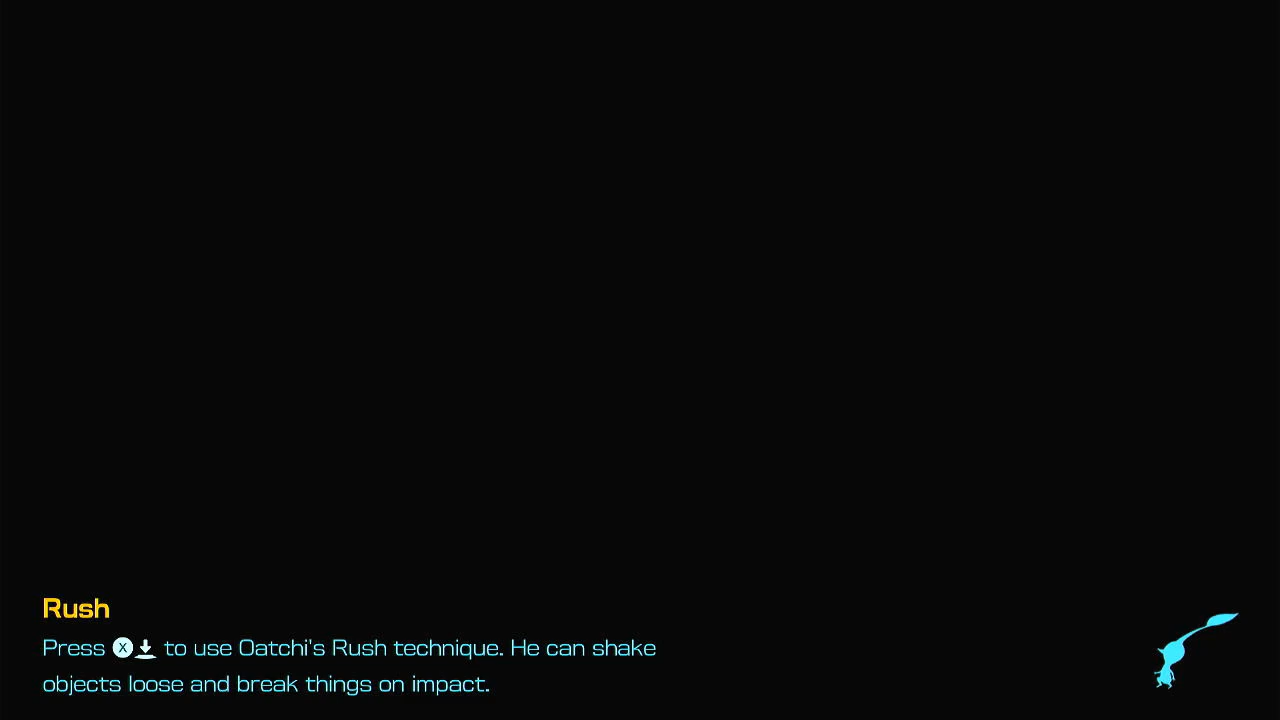 Rush
Press X to use Oatchi's Rush technique. He can shake
objects loose and break things on impact.